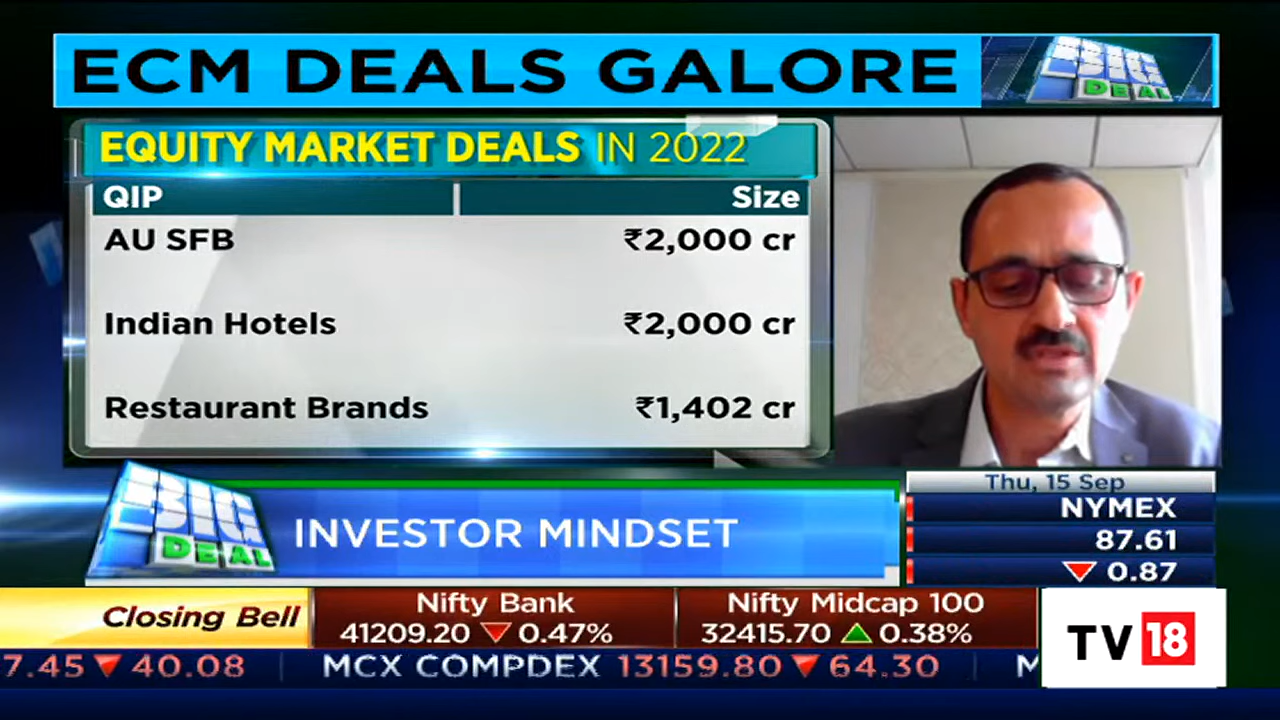 ECM DEALS GALORE
BIG
DEAL
EQUITY MARKET DEALS IN 2022
QIP Size
AU SFB ₹2,000 cr
Indian Hotels ₹2,000 cr
Restaurant Brands ₹1,402 cr
BIG
DEAL
INVESTOR MINDSET
Thu, 15 Sep
NYMEX
87.61
▼ 0.87
Closing Bell
Nifty Bank
41209.20 ▼ 0.47%
Nifty Midcap 100
32415.70 ▲ 0.38%
TV18
7.45 ▼ 40.08 MCX COMPDEX 13159.80 ▼ 64.30 M